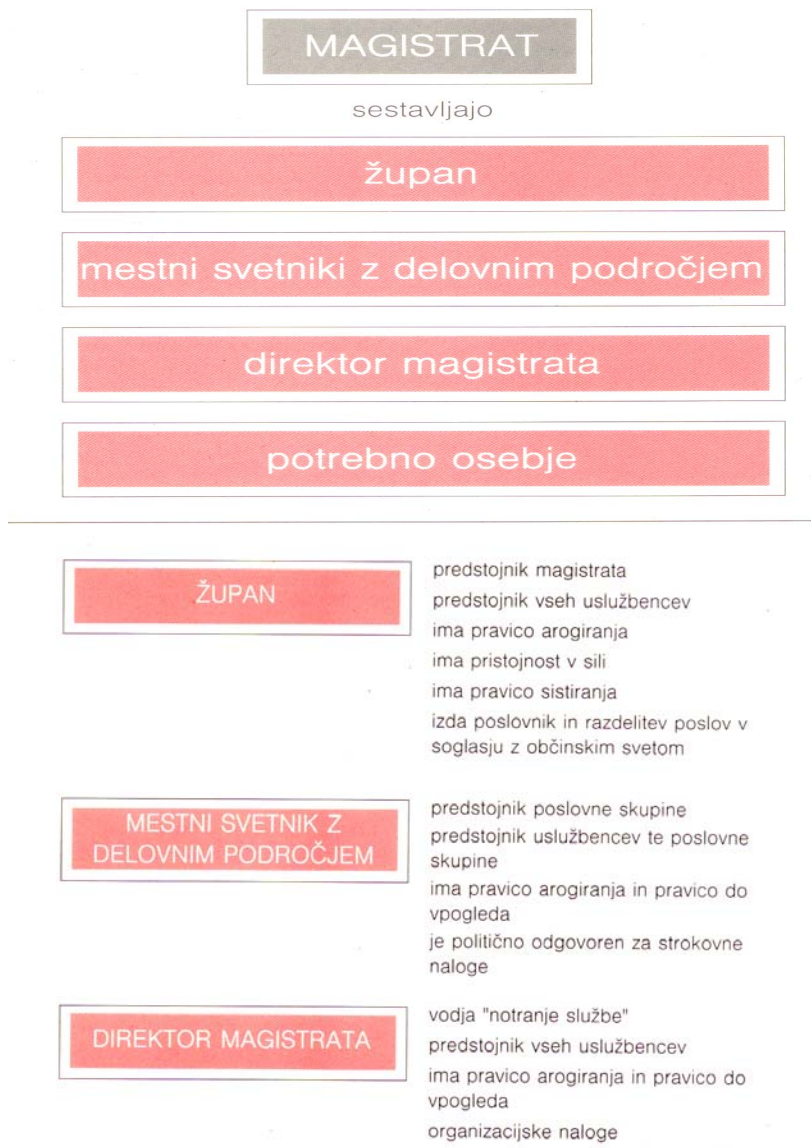 MAGISTRAT
sestavljajo
župan
mestni svetniki z delovnim področjem
direktor magistrata
potrebno osebje
ŽUPAN
predstojnik magistrata
predstojnik vseh uslužbencev
ima pravico arogiranja
ima pristojnost v sili
ima pravico sistiranja
izda poslovnik in razdelitev poslov v
soglasju z občinskim svetom
MESTNI SVETNIK Z
DELOVNIM PODROČJEM
predstojnik poslovne skupine
predstojnik uslužbencev te poslovne
skupine
ima pravico arogiranja in pravico do
vpogleda
je politično odgovoren za strokovne
naloge
DIREKTOR MAGISTRATA
vodja "notranje službe"
predstojnik vseh uslužbencev
ima pravico arogiranja in pravico do
vpogleda
organizacijske naloge